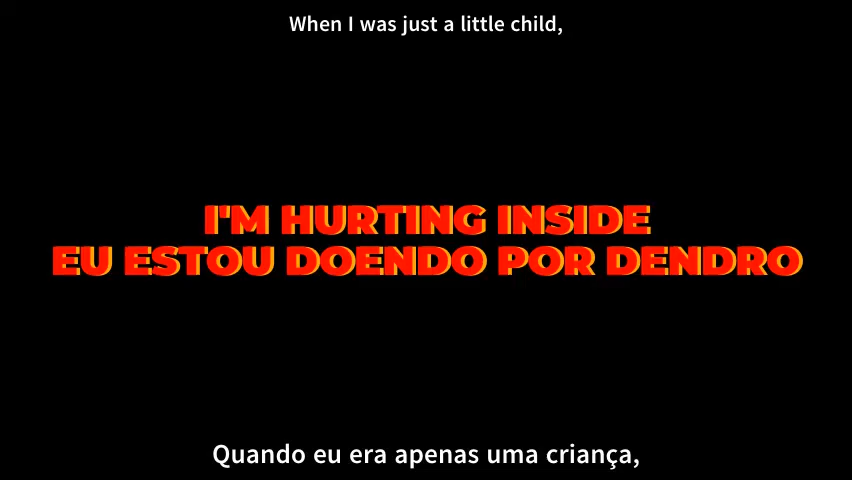 When I was just a little child,
I'M HURTING INSIDE
EU ESTOU DOENDO POR DENDRO
Quando eu era apenas uma criança,